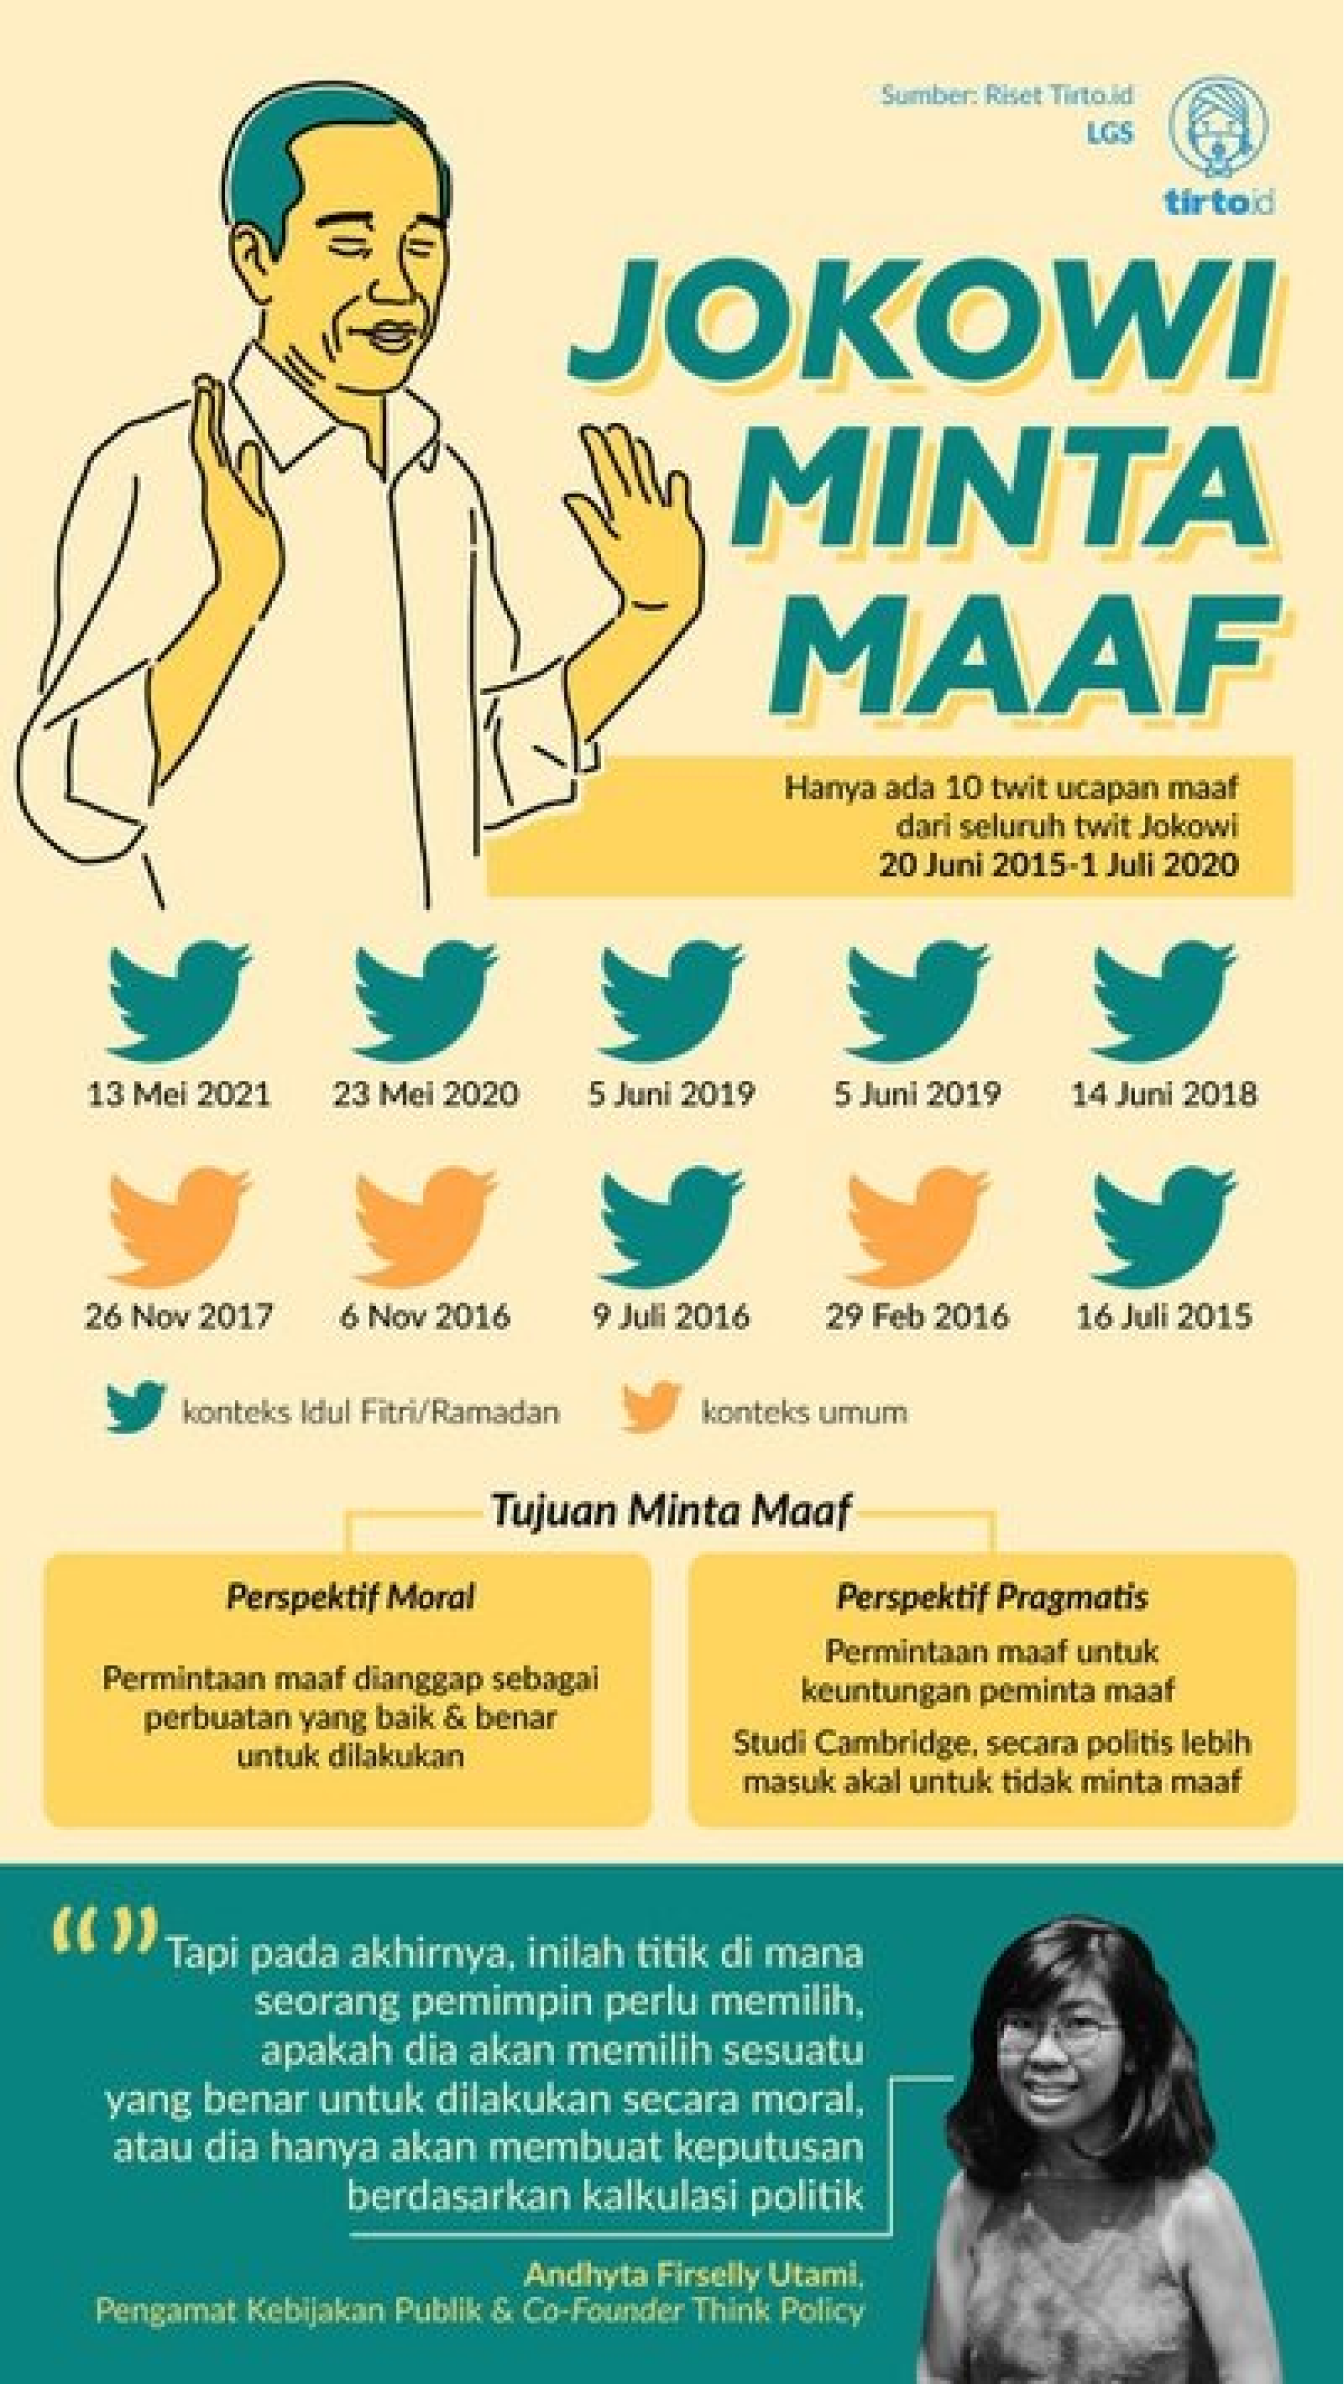 Sumber: Riset Tirto.id
LGS
tirto.id
JOKOWI
MINTA
MAAF
Hanya ada 10 twit ucapan maaf
dari seluruh twit Jokowi
20 Juni 2015-1 Juli 2020
13 Mei 2021
23 Mei 2020
5 Juni 2019
5 Juni 2019
14 Juni 2018
26 Nov 2017
6 Nov 2016
9 Juli 2016
29 Feb 2016
16 Juli 2015
konteks Idul Fitri/Ramadan
konteks umum
Tujuan Minta Maaf
Perspektif Moral
Permintaan maaf dianggap sebagai
perbuatan yang baik & benar
untuk dilakukan
Perspektif Pragmatis
Permintaan maaf untuk
keuntungan peminta maaf
Studi Cambridge, secara politis lebih
masuk akal untuk tidak minta maaf
“” Tapi pada akhirnya, inilah titik di mana
seorang pemimpin perlu memilih,
apakah dia akan memilih sesuatu
yang benar untuk dilakukan secara moral,
atau dia hanya akan membuat keputusan
berdasarkan kalkulasi politik
Andhyta Firselly Utami,
Pengamat Kebijakan Publik & Co-Founder Think Policy